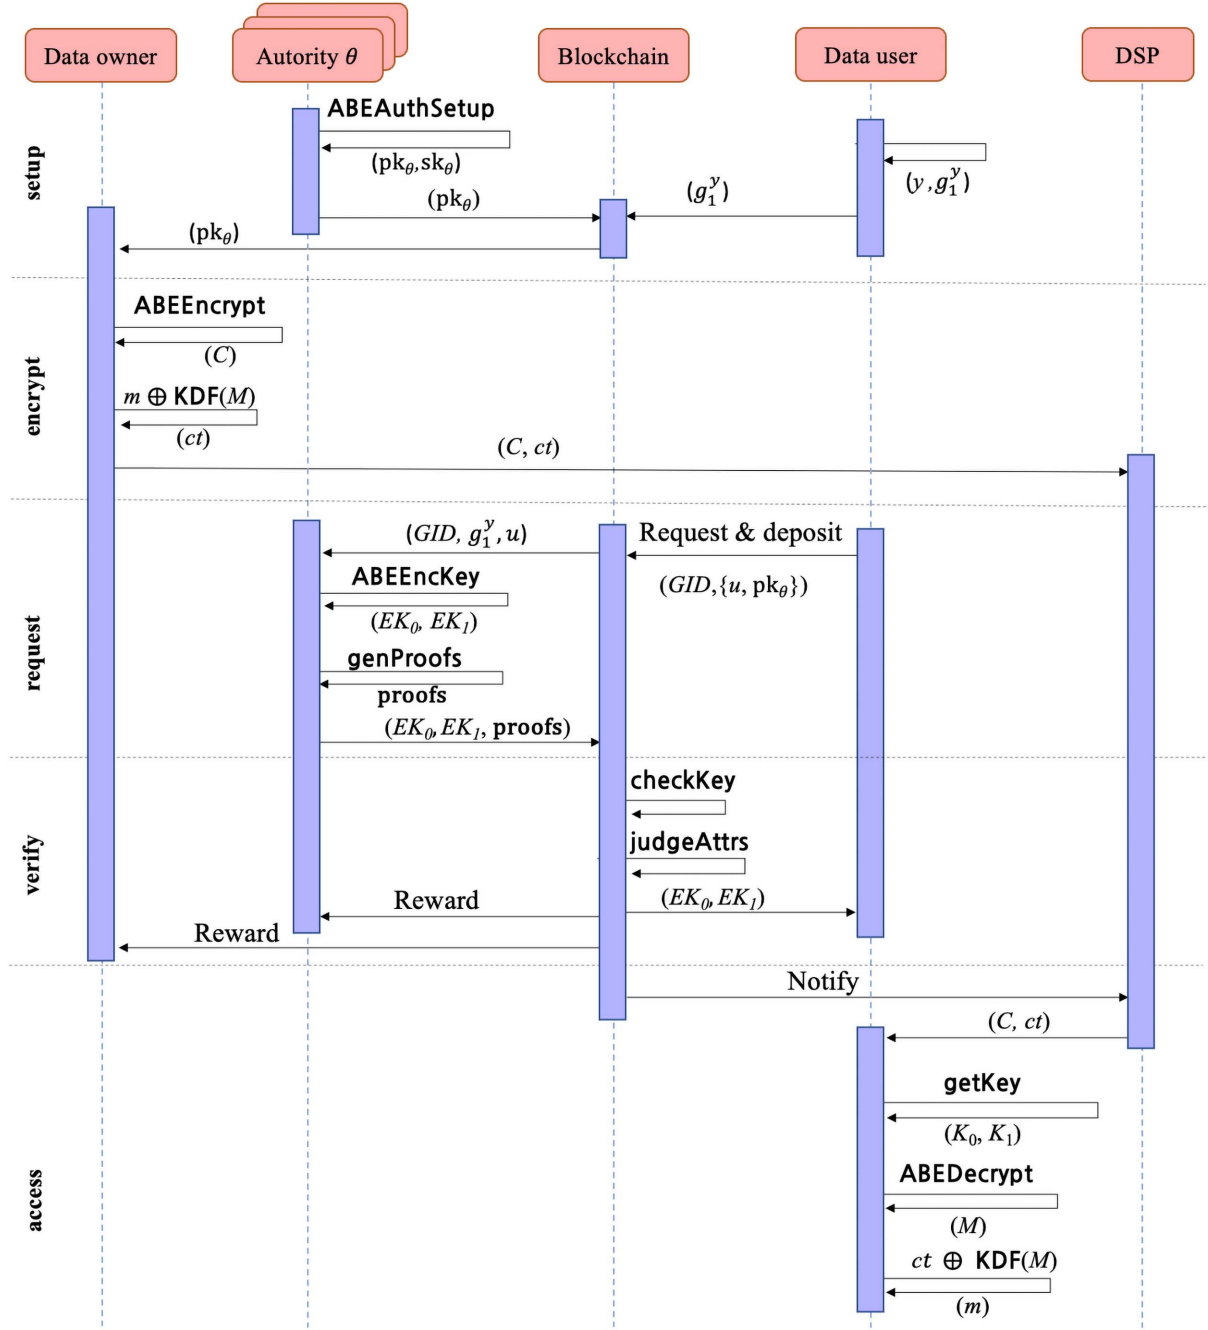 Data owner
Autority θ
Blockchain
Data user
DSP
setup
ABEAuthSetup
(pkθ,skθ)
(y,g₁ʸ)
(pkθ)
(g₁ʸ)
(pkθ)
encrypt
ABEEncrypt
(C)
m ⊕ KDF(M)
(ct)
(C, ct)
request
Request & deposit
(GID,{u, pkθ})
(GID, g₁ʸ,u)
ABEEncKey
(EK₀, EK₁)
genProofs
proofs
(EK₀,EK₁, proofs)
verify
checkKey
judgeAttrs
Reward
(EK₀,EK₁)
Reward
access
Notify
(C, ct)
getKey
(K₀, K₁)
ABEDecrypt
(M)
ct ⊕ KDF(M)
(m)